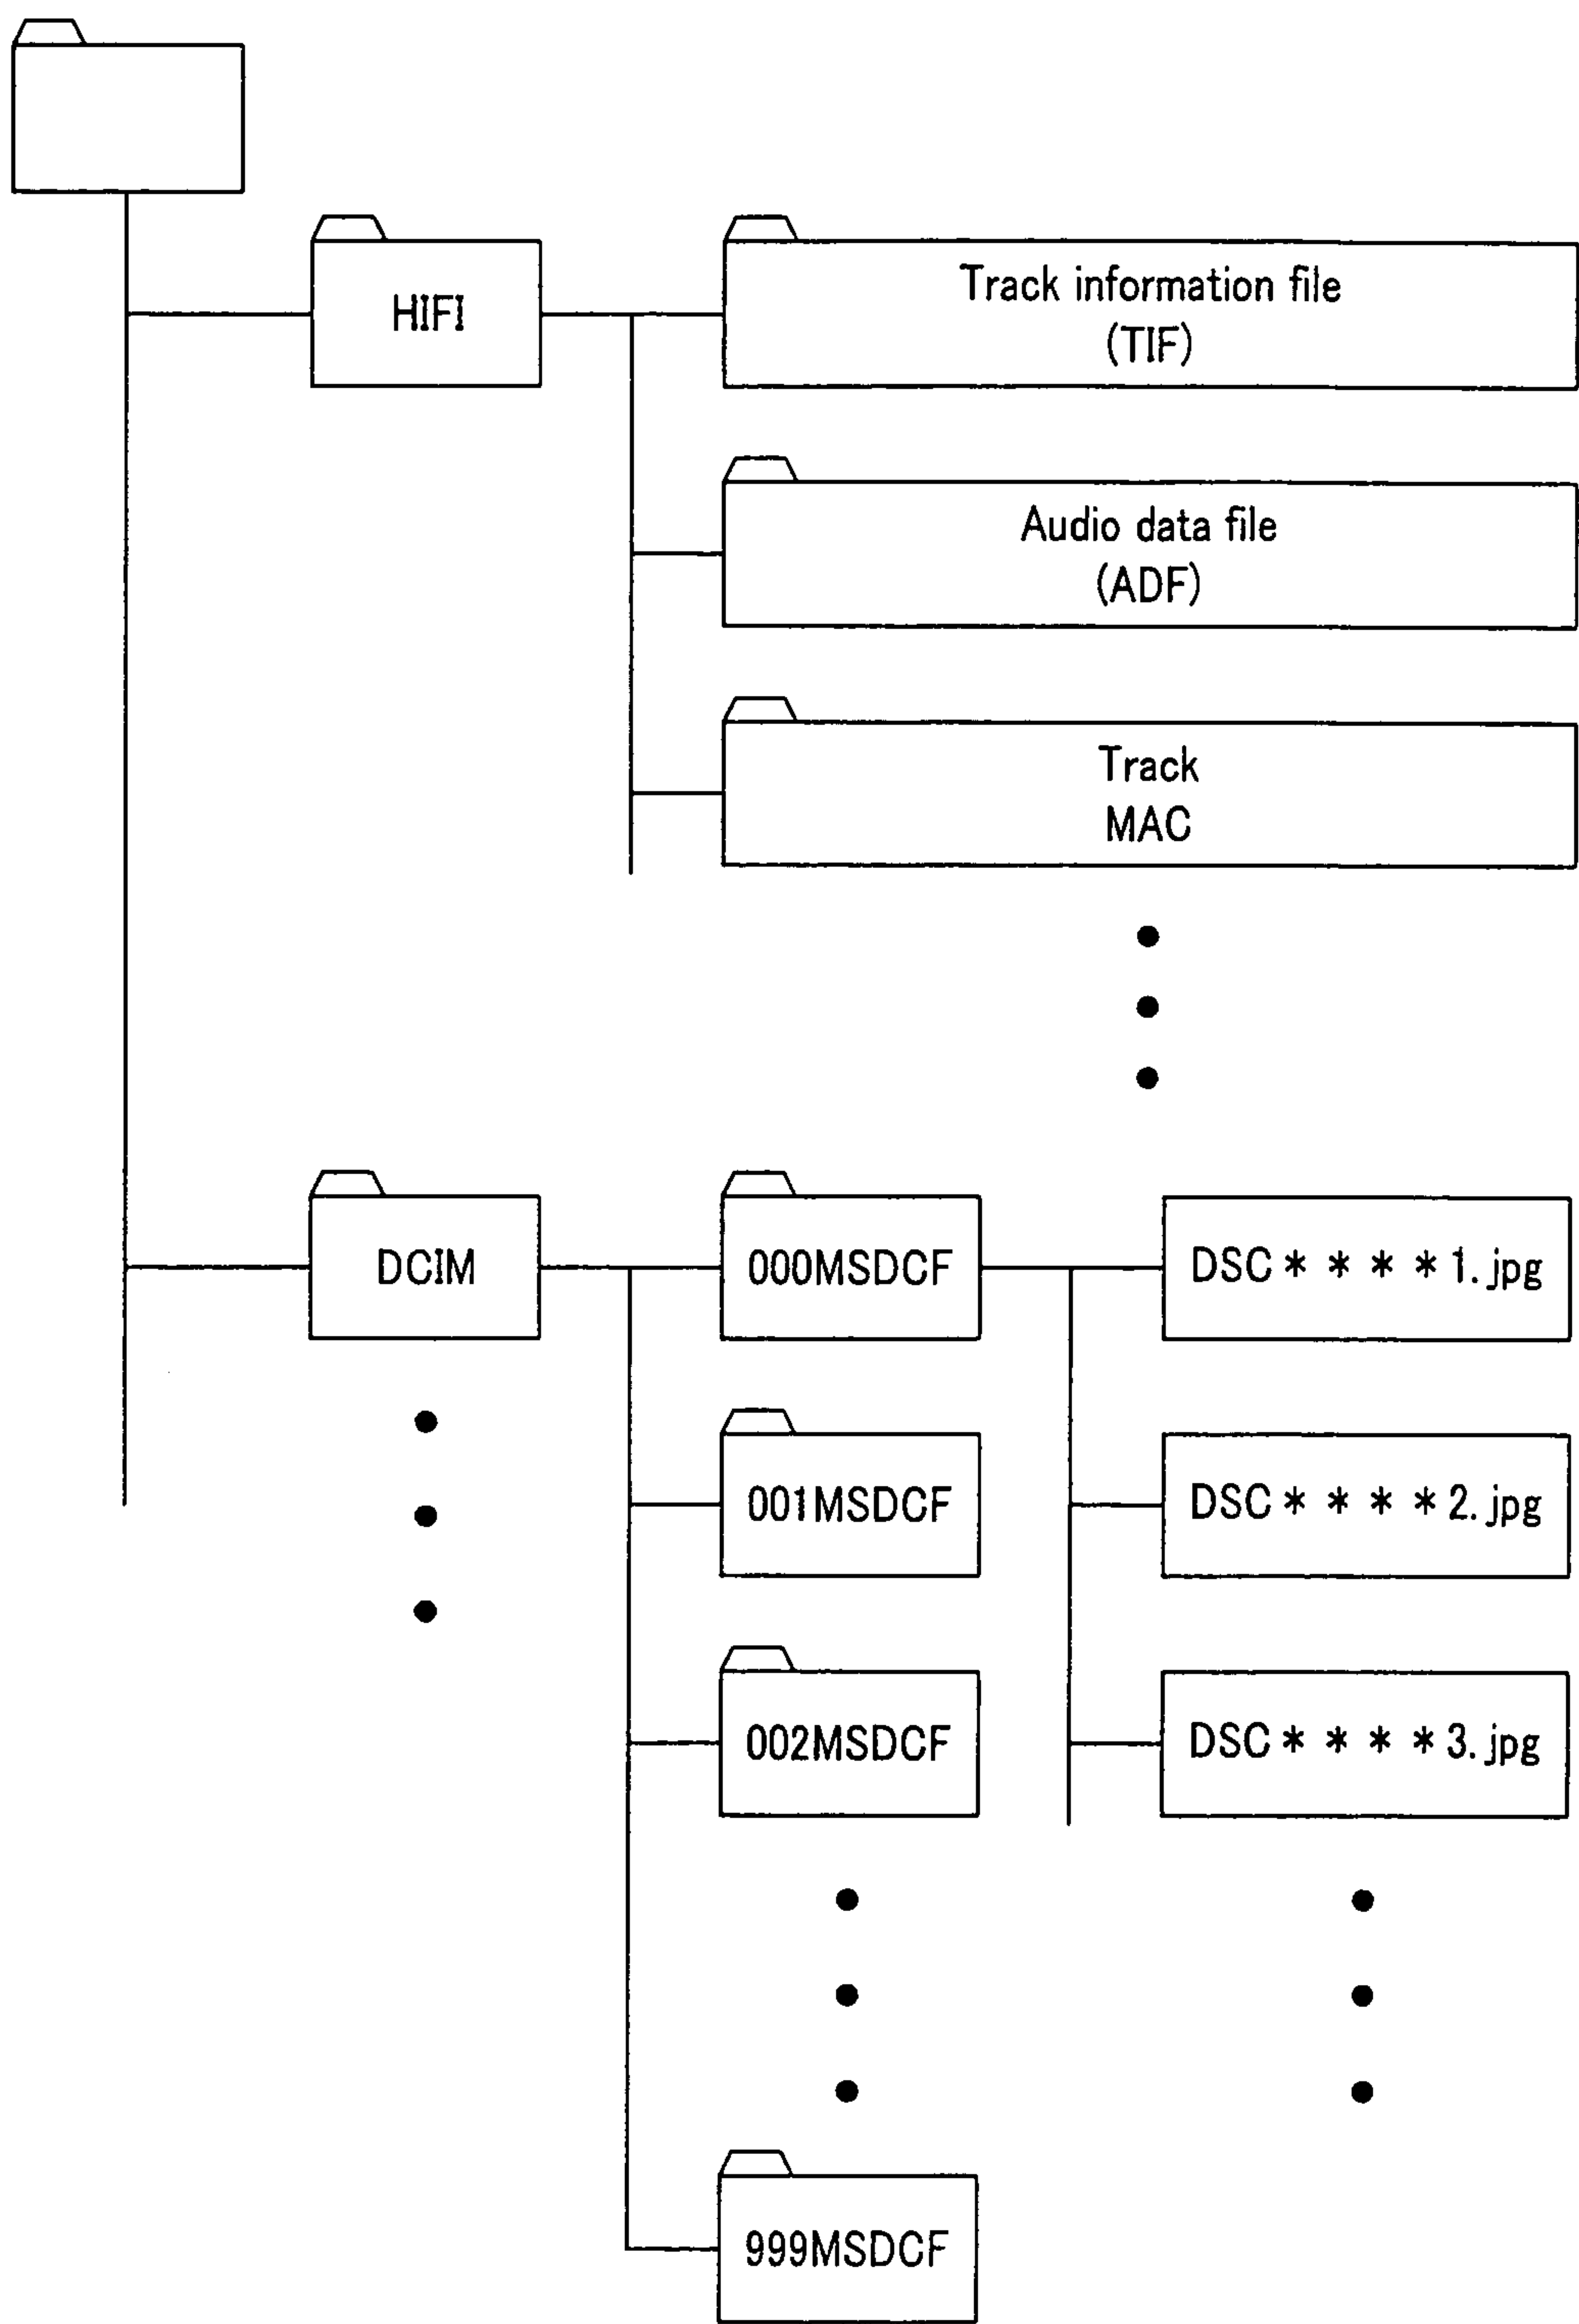 HIFI
Track information file
(TIF)
Audio data file
(ADF)
Track
MAC
DCIM
000MSDCF
DSC＊＊＊＊1.jpg
001MSDCF
DSC＊＊＊＊2.jpg
002MSDCF
DSC＊＊＊＊3.jpg
999MSDCF